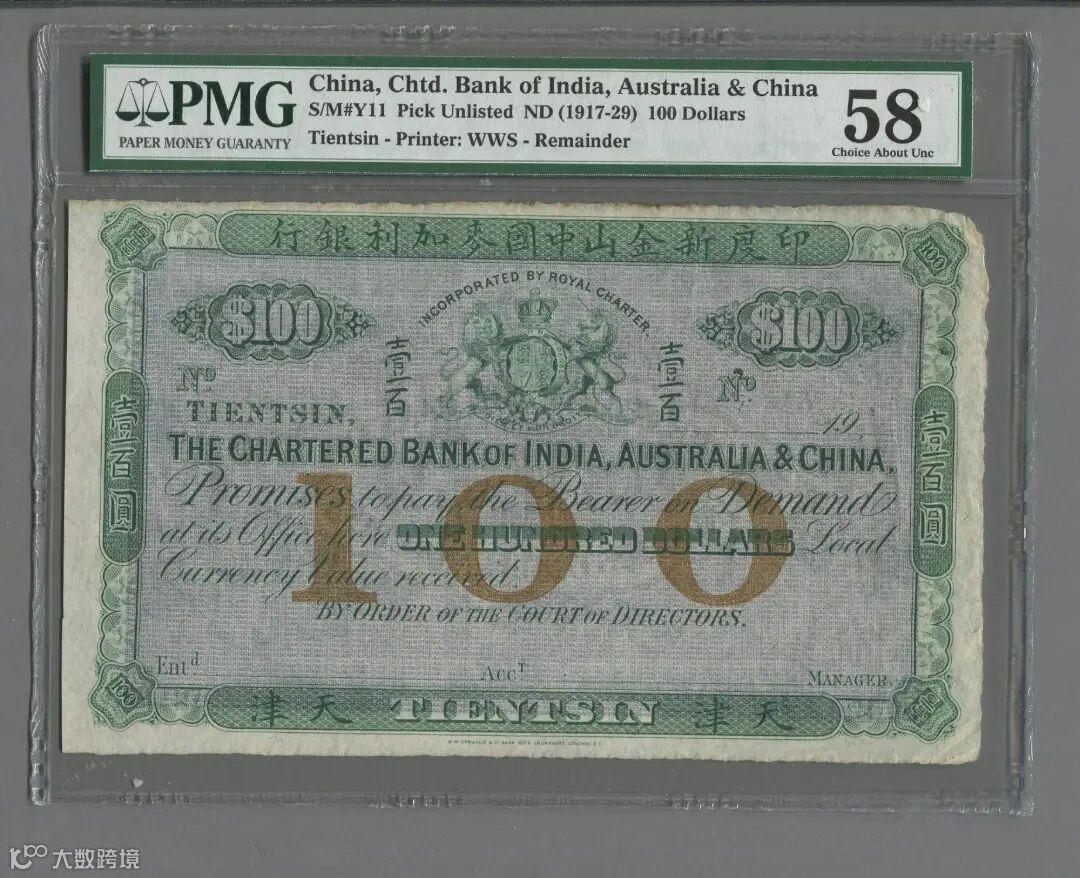 PMG
PAPER MONEY GUARANTY
China, Chtd. Bank of India, Australia & China
S/M#Y11 Pick Unlisted ND (1917-29) 100 Dollars
Tientsin - Printer: WWS - Remainder
58
Choice About Unc
行銀利加麥國中山金新度印
100
INCORPORATED BY ROYAL CHARTER.
$100
$100
壹百
壹百
No
No
TIENTSIN,
19
THE CHARTERED BANK OF INDIA, AUSTRALIA & CHINA,
Promises to pay the Bearer on Demand
at its Office here ONE HUNDRED DOLLARS Local
Currency Value received
100
BY ORDER OF THE COURT OF DIRECTORS.
壹百圓
壹百圓
Entd
AccT
MANAGER.
100
津天 TIENTSIN 津天
大数跨境